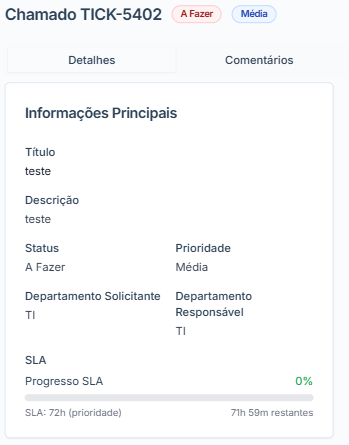 Chamado TICK-5402 A Fazer Média
Detalhes Comentários
Informações Principais
Título
teste
Descrição
teste
Status Prioridade
A Fazer Média
Departamento Solicitante Departamento Responsável
TI TI
SLA
Progresso SLA 0%
SLA: 72h (prioridade) 71h 59m restantes